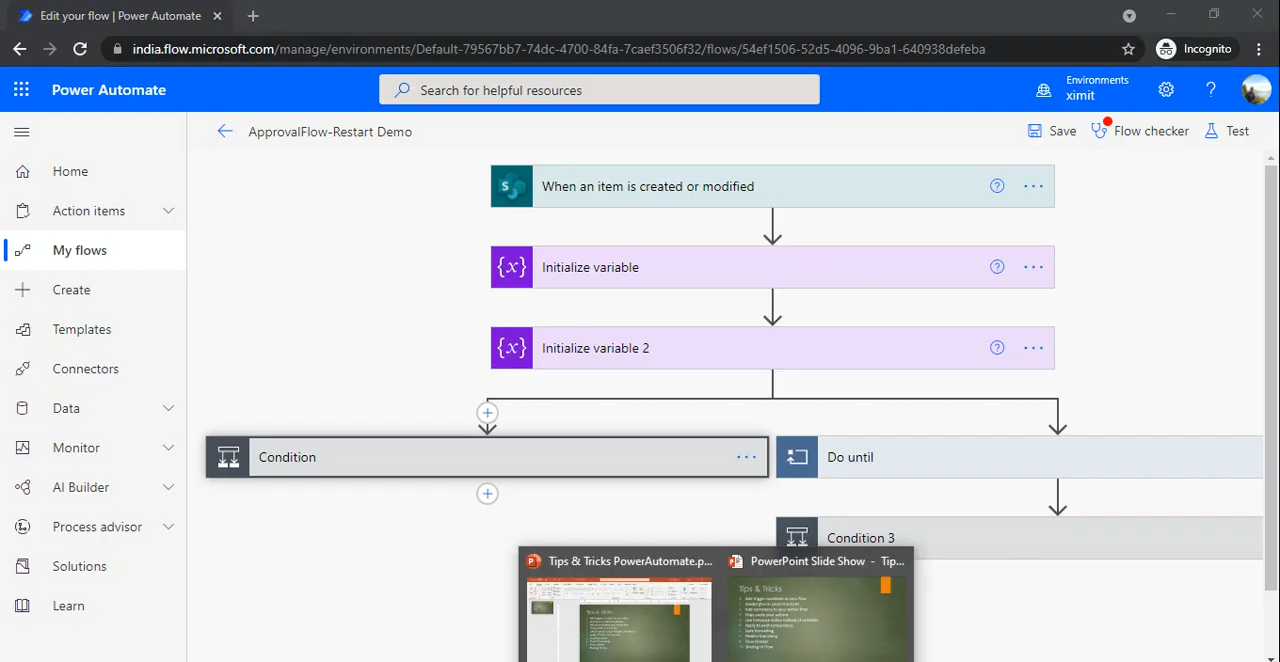 Edit your flow | Power Automate
india.flow.microsoft.com/manage/environments/Default-79567bb7-74dc-4700-84fa-7caef3506f32/flows/54ef1506-52d5-4096-9ba1-640938defeba
Incognito
Power Automate
Search for helpful resources
Environments
ximit
ApprovalFlow-Restart Demo
Save
Flow checker
Test
Home
Action items
My flows
Create
Templates
Connectors
Data
Monitor
AI Builder
Process advisor
Solutions
Learn
When an item is created or modified
Initialize variable
Initialize variable 2
Condition
Do until
Condition 3
Tips & Tricks PowerAutomate.p...
PowerPoint Slide Show - Tip...
Tips & Tricks
Tips & Tricks